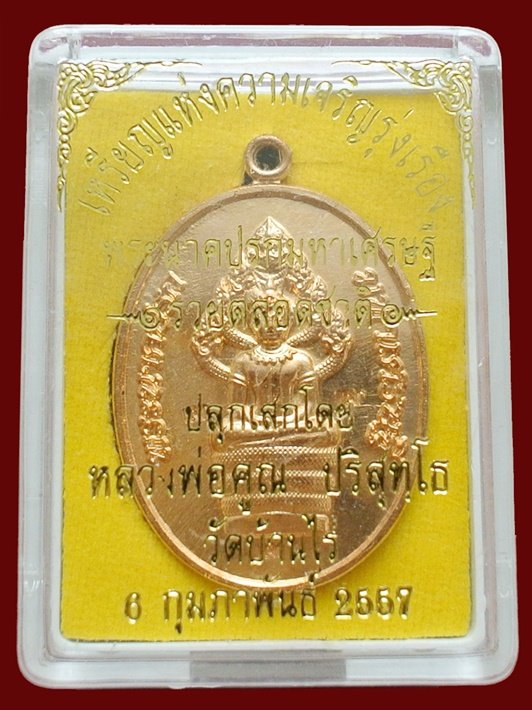 เหรียญแห่งความเจริญรุ่งเรือง
พระนาคปรกมหาเศรษฐี
รวยตลอดชาติ
ปลุกเสกโดย
หลวงพ่อคูณ ปริสุทฺโธ
วัดบ้านไร่
6 กุมภาพันธ์ 2557